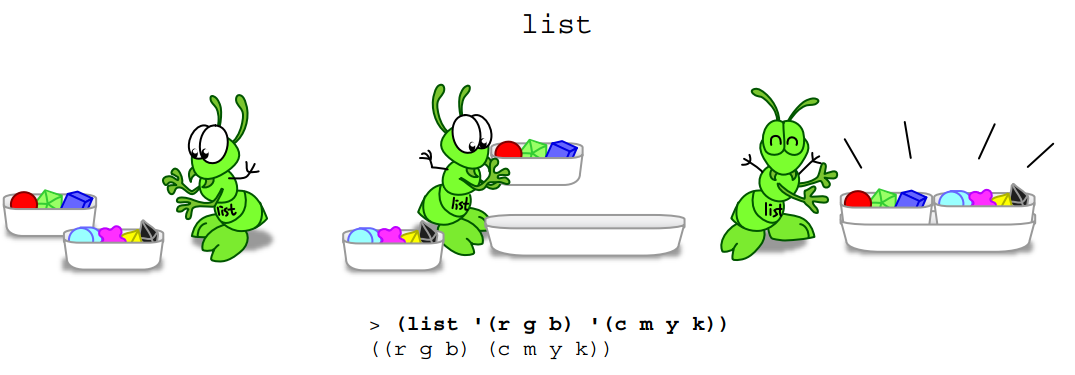 list
list
list
list
> (list '(r g b) '(c m y k))
((r g b) (c m y k))